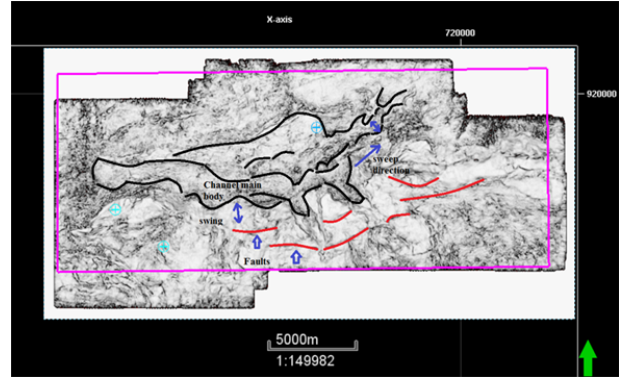 X-axis
720000
920000
sweep
direction
Channel main
body
swing
Faults
5000m
1:149982